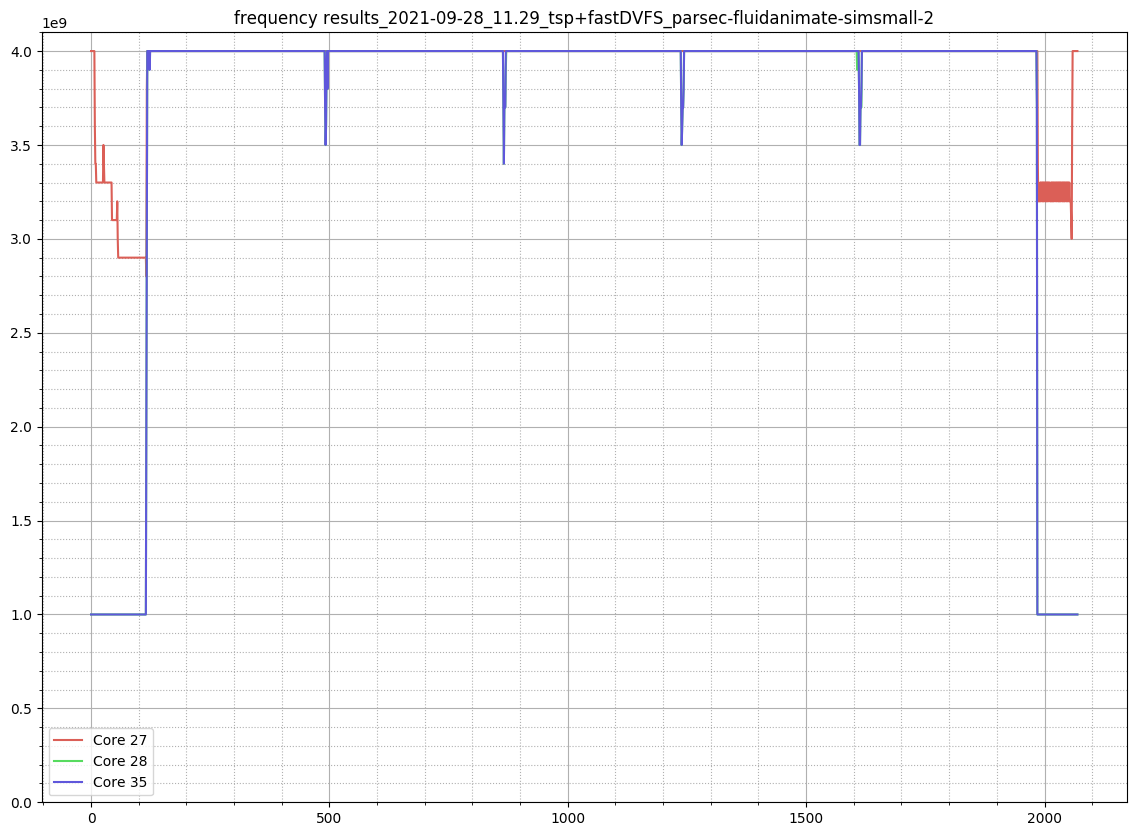 frequency results_2021-09-28_11.29_tsp+fastDVFS_parsec-fluidanimate-simsmall-2
1e9
4.0
3.5
3.0
2.5
2.0
1.5
1.0
0.5
0.0
Core 27
Core 28
Core 35
0 500 1000 1500 2000